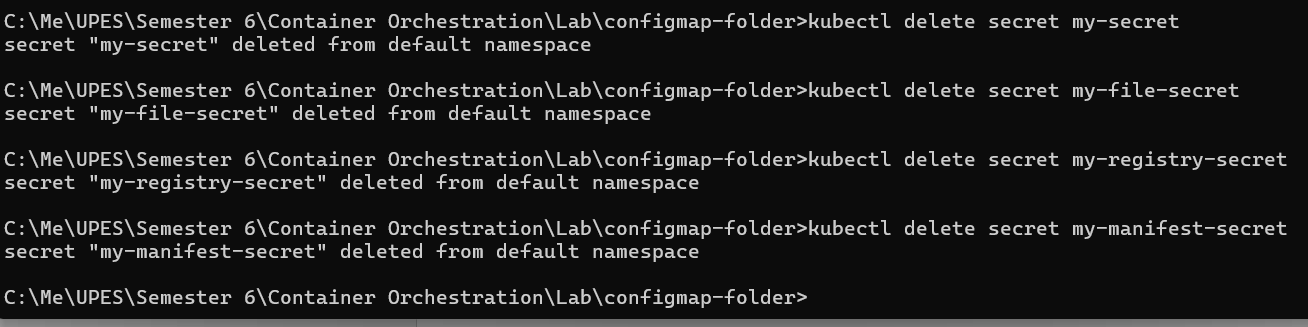 C:\Me\UPES\Semester 6\Container Orchestration\Lab\configmap-folder>kubectl delete secret my-secret
secret "my-secret" deleted from default namespace
C:\Me\UPES\Semester 6\Container Orchestration\Lab\configmap-folder>kubectl delete secret my-file-secret
secret "my-file-secret" deleted from default namespace
C:\Me\UPES\Semester 6\Container Orchestration\Lab\configmap-folder>kubectl delete secret my-registry-secret
secret "my-registry-secret" deleted from default namespace
C:\Me\UPES\Semester 6\Container Orchestration\Lab\configmap-folder>kubectl delete secret my-manifest-secret
secret "my-manifest-secret" deleted from default namespace
C:\Me\UPES\Semester 6\Container Orchestration\Lab\configmap-folder>